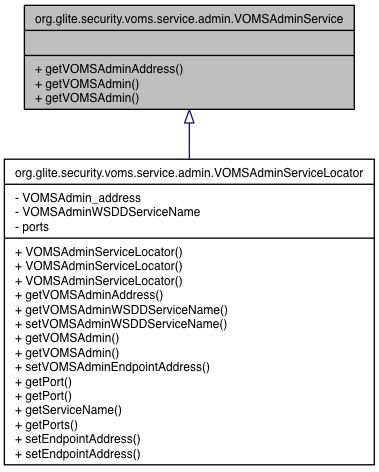 org.glite.security.voms.service.admin.VOMSAdminService
+ getVOMSAdminAddress()
+ getVOMSAdmin()
+ getVOMSAdmin()
org.glite.security.voms.service.admin.VOMSAdminServiceLocator
- VOMSAdmin_address
- VOMSAdminWSDDServiceName
- ports
+ VOMSAdminServiceLocator()
+ VOMSAdminServiceLocator()
+ VOMSAdminServiceLocator()
+ getVOMSAdminAddress()
+ getVOMSAdminWSDDServiceName()
+ setVOMSAdminWSDDServiceName()
+ getVOMSAdmin()
+ getVOMSAdmin()
+ setVOMSAdminEndpointAddress()
+ getPort()
+ getPort()
+ getServiceName()
+ getPorts()
+ setEndpointAddress()
+ setEndpointAddress()